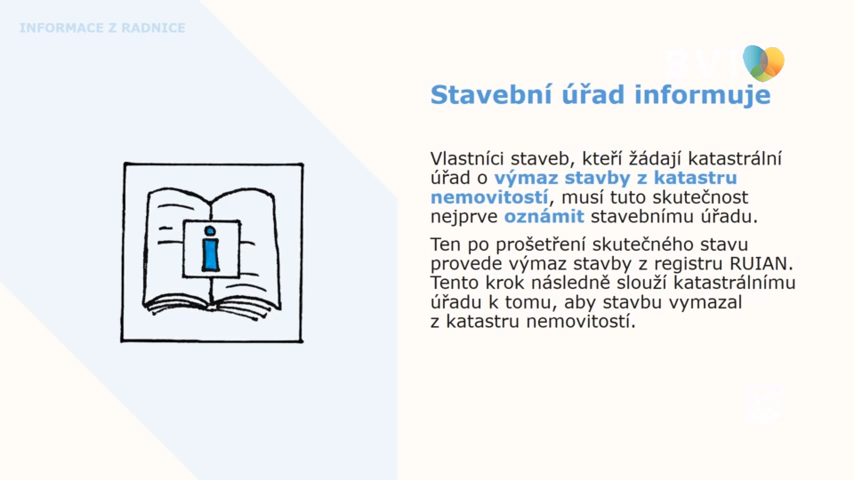 INFORMACE Z RADNICE
BVI
Stavební úřad informuje
Vlastníci staveb, kteří žádají katastrální
úřad o výmaz stavby z katastru
nemovitostí, musí tuto skutečnost
nejprve oznámit stavebnímu úřadu.
Ten po prošetření skutečného stavu
provede výmaz stavby z registru RUIAN.
Tento krok následně slouží katastrálnímu
úřadu k tomu, aby stavbu vymazal
z katastru nemovitostí.
i